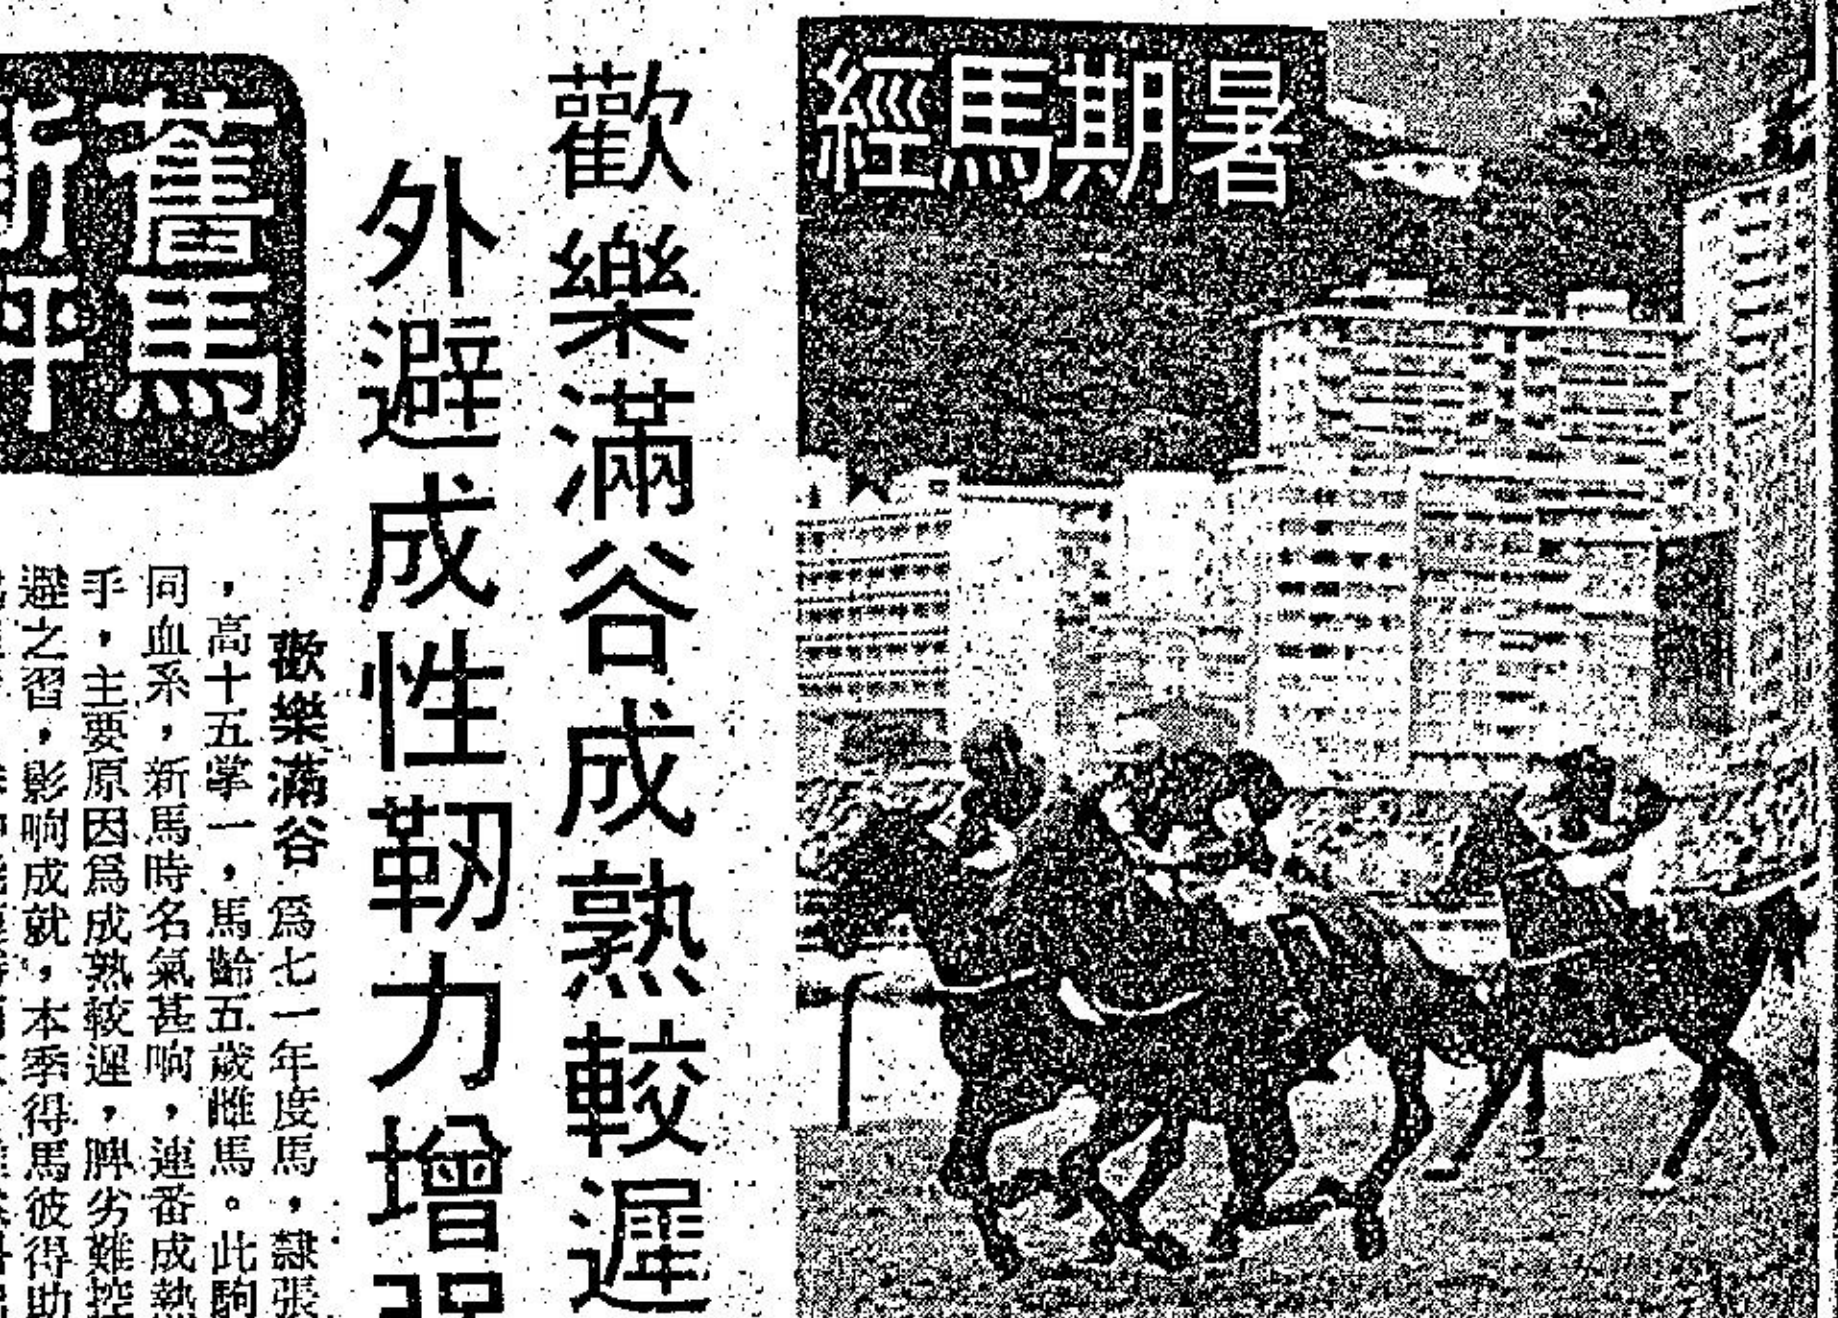 暑期馬經
歡樂滿谷成熟較遲
外避成性韌力增強
舊馬
新評
歡樂滿谷為七一年度馬，隸張
，高十五掌一，馬齡五歲雌馬。此駒
同血系，新馬時名氣甚响，連番成熟
手，主要原因為成熟較遲，脾劣難控
避之習，影响成就，本季得馬彼得助